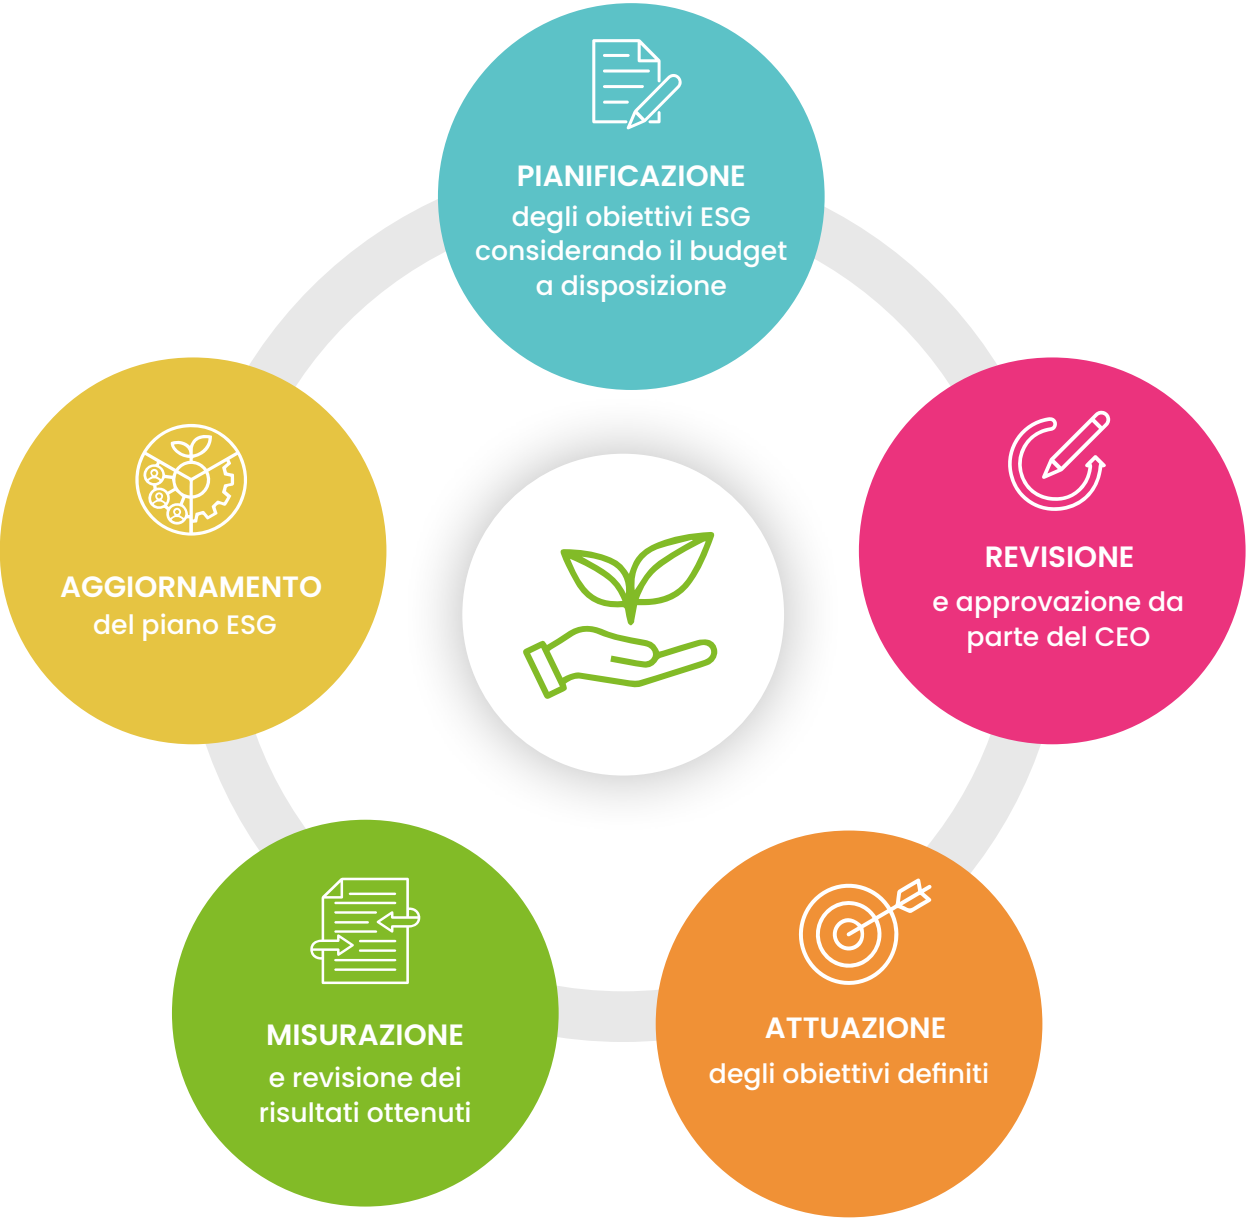 PIANIFICAZIONE
degli obiettivi ESG
considerando il budget
a disposizione
REVISIONE
e approvazione da
parte del CEO
ATTUAZIONE
degli obiettivi definiti
MISURAZIONE
e revisione dei
risultati ottenuti
AGGIORNAMENTO
del piano ESG